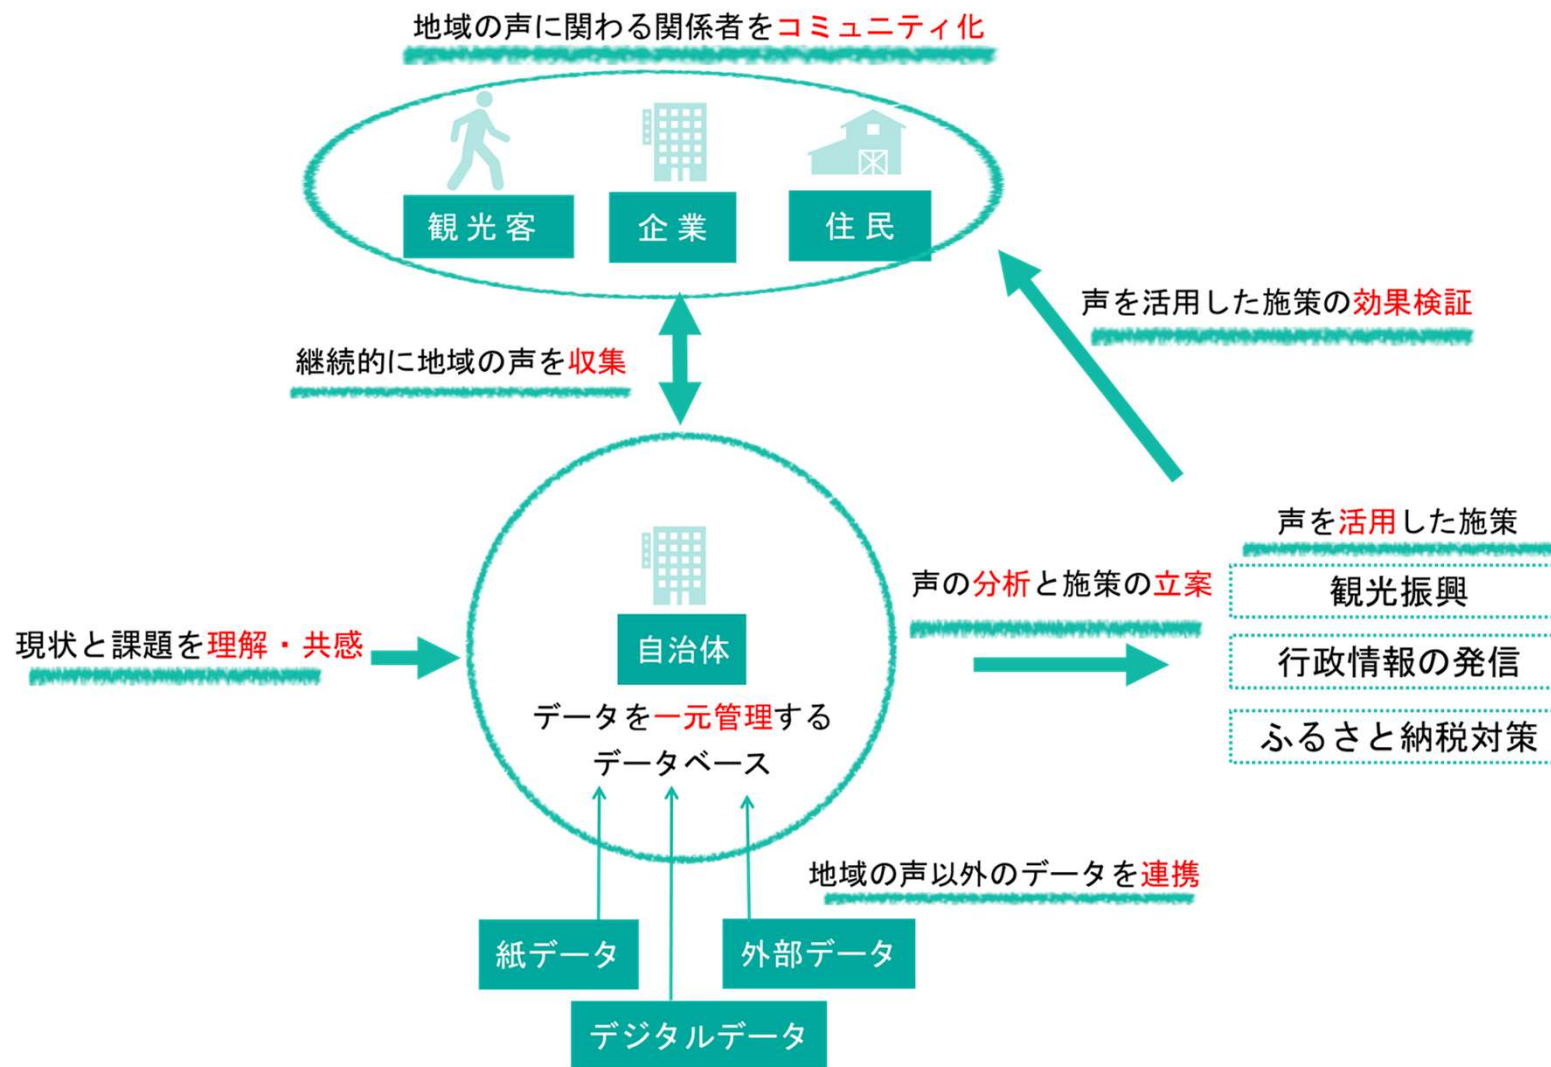 地域の声に関わる関係者をコミュニティ化
観光客
企業
住民
声を活用した施策の効果検証
継続的に地域の声を収集
声を活用した施策
観光振興
行政情報の発信
ふるさと納税対策
声の分析と施策の立案
現状と課題を理解・共感
自治体
データを一元管理する
データベース
地域の声以外のデータを連携
紙データ
外部データ
デジタルデータ